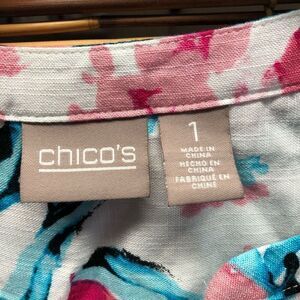 chico's
1
MADE IN
CHINA
HECHO EN
CHINA
FABRIQUÉ EN
CHINE